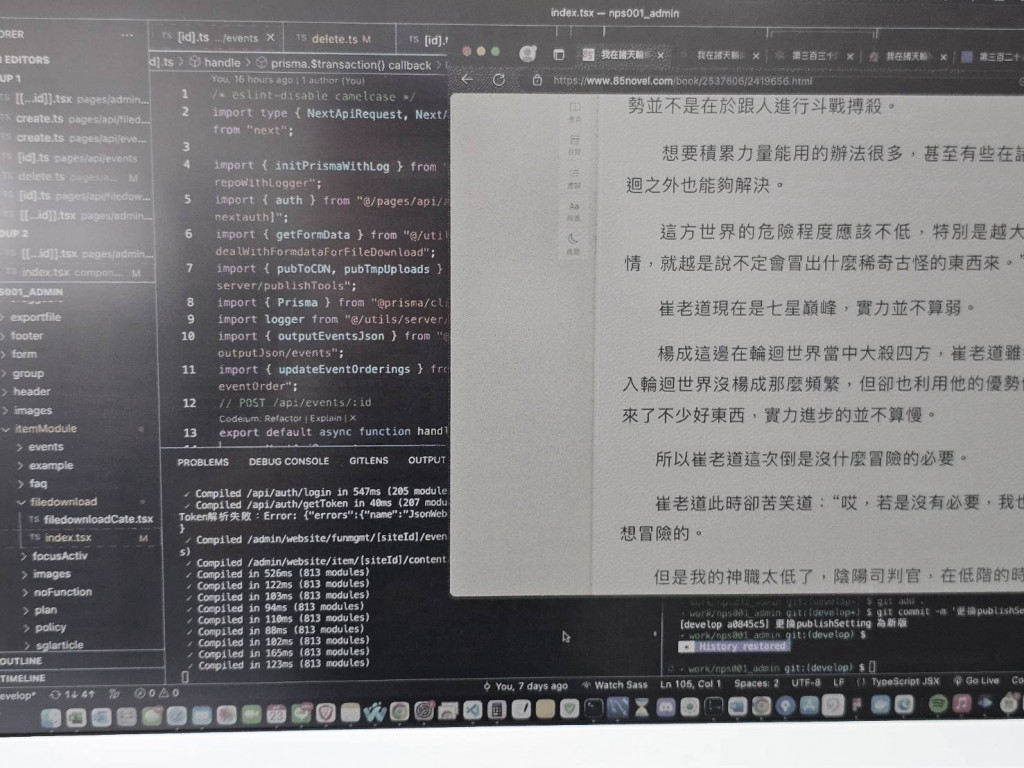 index.tsx — nps001_admin
ORER
EDITORS
[id].ts .../events ×
delete.ts M
[id].t
d].ts > handle > prisma.$transaction() callback >
You, 16 hours ago | 1 author (You)
1 /* eslint-disable camelcase */
2 import type { NextApiRequest, Next
from "next";
3
4 import { initPrismaWithLog } from "
repoWithLogger";
5 import { auth } from "@/pages/api/
nextauth]";
6 import { getFormData } from "@/uti
dealWithFormdataForFileDownload";
7 import { pubToCDN, pubTmpUploads }
server/publishTools";
8 import { Prisma } from "@prisma/cl
9 import logger from "@/utils/server
10 import { outputEventsJson } from "@
outputJson/events";
11 import { updateEventOrderings } fro
eventOrder";
12 // POST /api/events/:id
Codeium: Refactor | Explain | ×
13 export default async function handl
UP 1
[[...id]].tsx pages/admin...
create.ts pages/api/filed...
create.ts pages/api/eve...
[id].ts pages/api/events
delete.ts pages/a... M
[id].ts pages/api/filedow...
[[...id]].tsx pages/admin...
OUP 2
[[...id]].tsx pages/admin...
index.tsx compon... M
S001_ADMIN
exportfile
footer
form
group
header
images
itemModule
events
example
faq
filedownload
TS filedownloadCate.tsx
TS index.tsx M
focusActiv
images
noFunction
plan
policy
sglarticle
OUTLINE
TIMELINE
PROBLEMS DEBUG CONSOLE GITLENS OUTPUT
✓ Compiled /api/auth/login in 547ms (205 module
✓ Compiled /api/auth/getToken in 40ms (207 modu
Token解析失敗：Error: {"errors":{"name":"JsonWeb
}
✓ Compiled /admin/website/funmgmt/[siteId]/even
s)
✓ Compiled /admin/website/item/[siteId]/content
✓ Compiled in 526ms (813 modules)
✓ Compiled in 122ms (813 modules)
✓ Compiled in 103ms (813 modules)
✓ Compiled in 94ms (813 modules)
✓ Compiled in 110ms (813 modules)
✓ Compiled in 88ms (813 modules)
✓ Compiled in 102ms (813 modules)
✓ Compiled in 165ms (813 modules)
✓ Compiled in 123ms (813 modules)
我在諸天輪 ×
我在諸天輪 ×
第三百三十 ×
我在諸天輪 ×
第三百二十
https://www.85novel.com/book/2537606/2419656.html
Aa
勢並不是在於跟人進行斗戰搏殺。
想要積累力量能用的辦法很多，甚至有些在諸
迴之外也能夠解決。
這方世界的危險程度應該不低，特別是越大
情，就越是說不定會冒出什麼稀奇古怪的東西來。"
崔老道現在是七星巔峰，實力並不算弱。
楊成這邊在輪迴世界當中大殺四方，崔老道雖
入輪迴世界沒楊成那麼頻繁，但卻也利用他的優勢
來了不少好東西，實力進步的並不算慢。
所以崔老道這次倒是沒什麼冒險的必要。
崔老道此時卻苦笑道："哎，若是沒有必要，我也
想冒險的。
但是我的神職太低了，陰陽司判官，在低階的時
work/nps001_admin git:(develop) $ git commit -m '更換publishSe
[develop a0845c5] 更換publishSetting 為新版
work/nps001_admin git:(develop) $
* History restored
work/nps001_admin git:(develop) $
evelop* 1↓ 4↑ 0 0
You, 7 days ago Watch Sass Ln 105, Col 1 Spaces: 2 UTF-8 LF TypeScript JSX Go Live